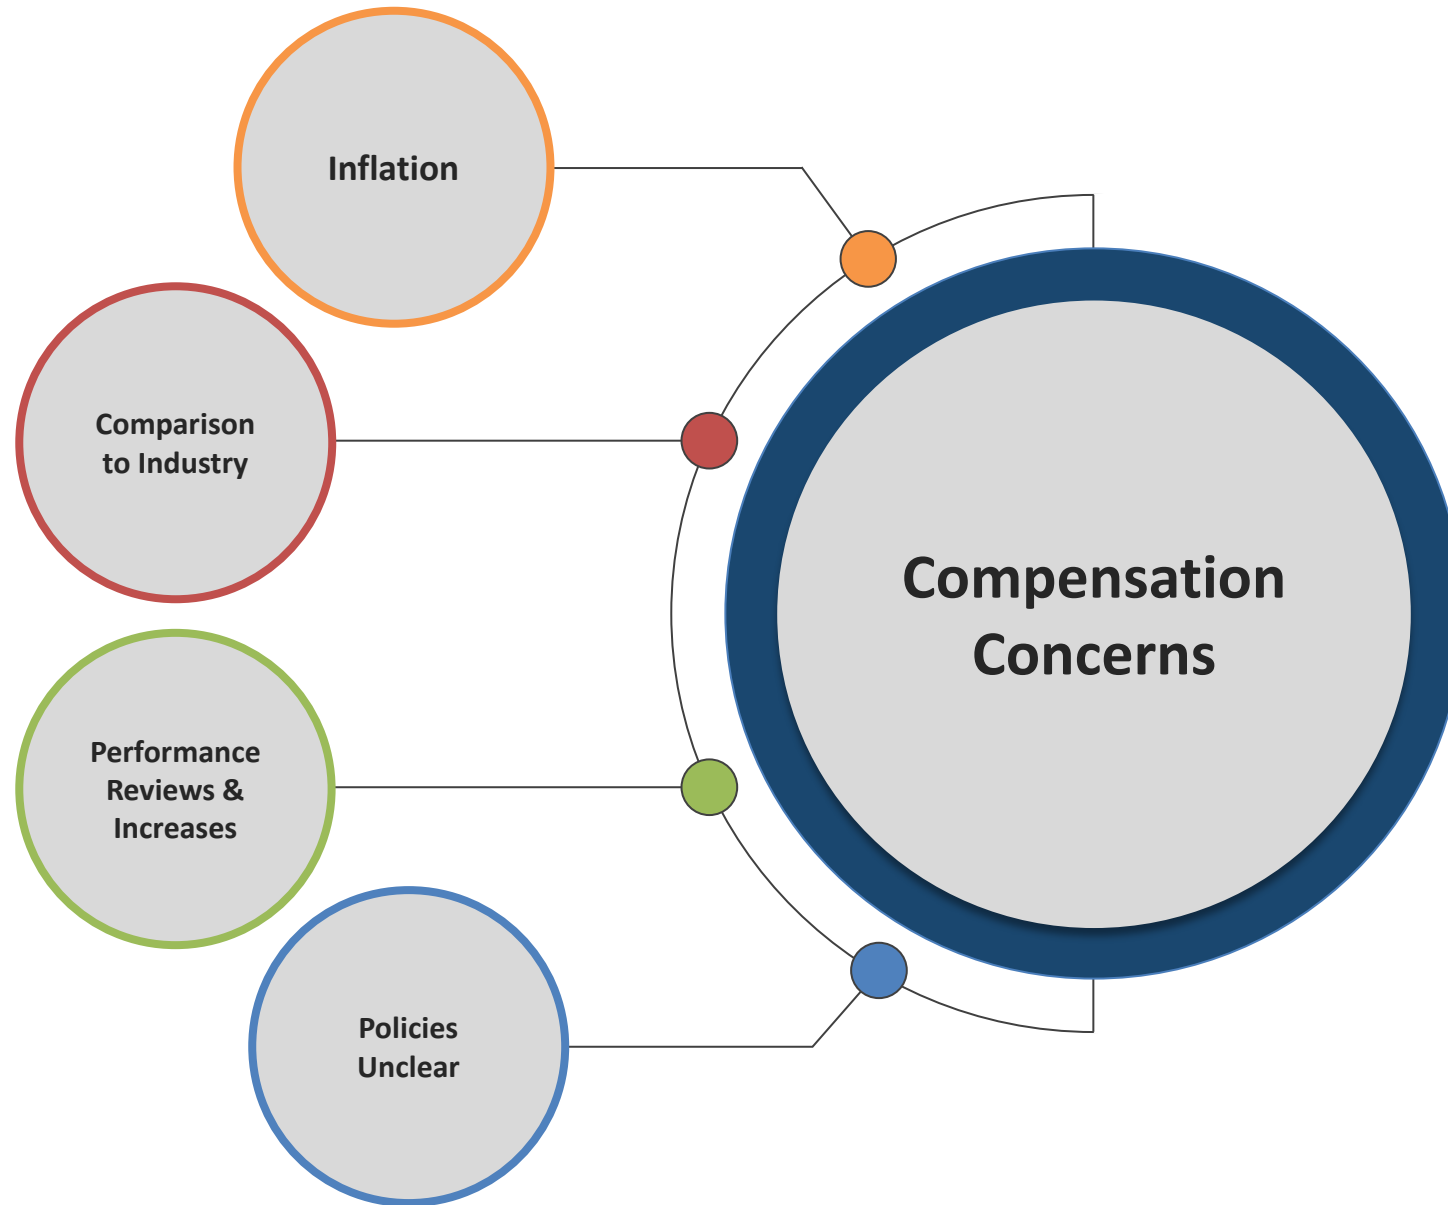 Inflation
Comparison
to Industry
Performance
Reviews &
Increases
Policies
Unclear
Compensation
Concerns